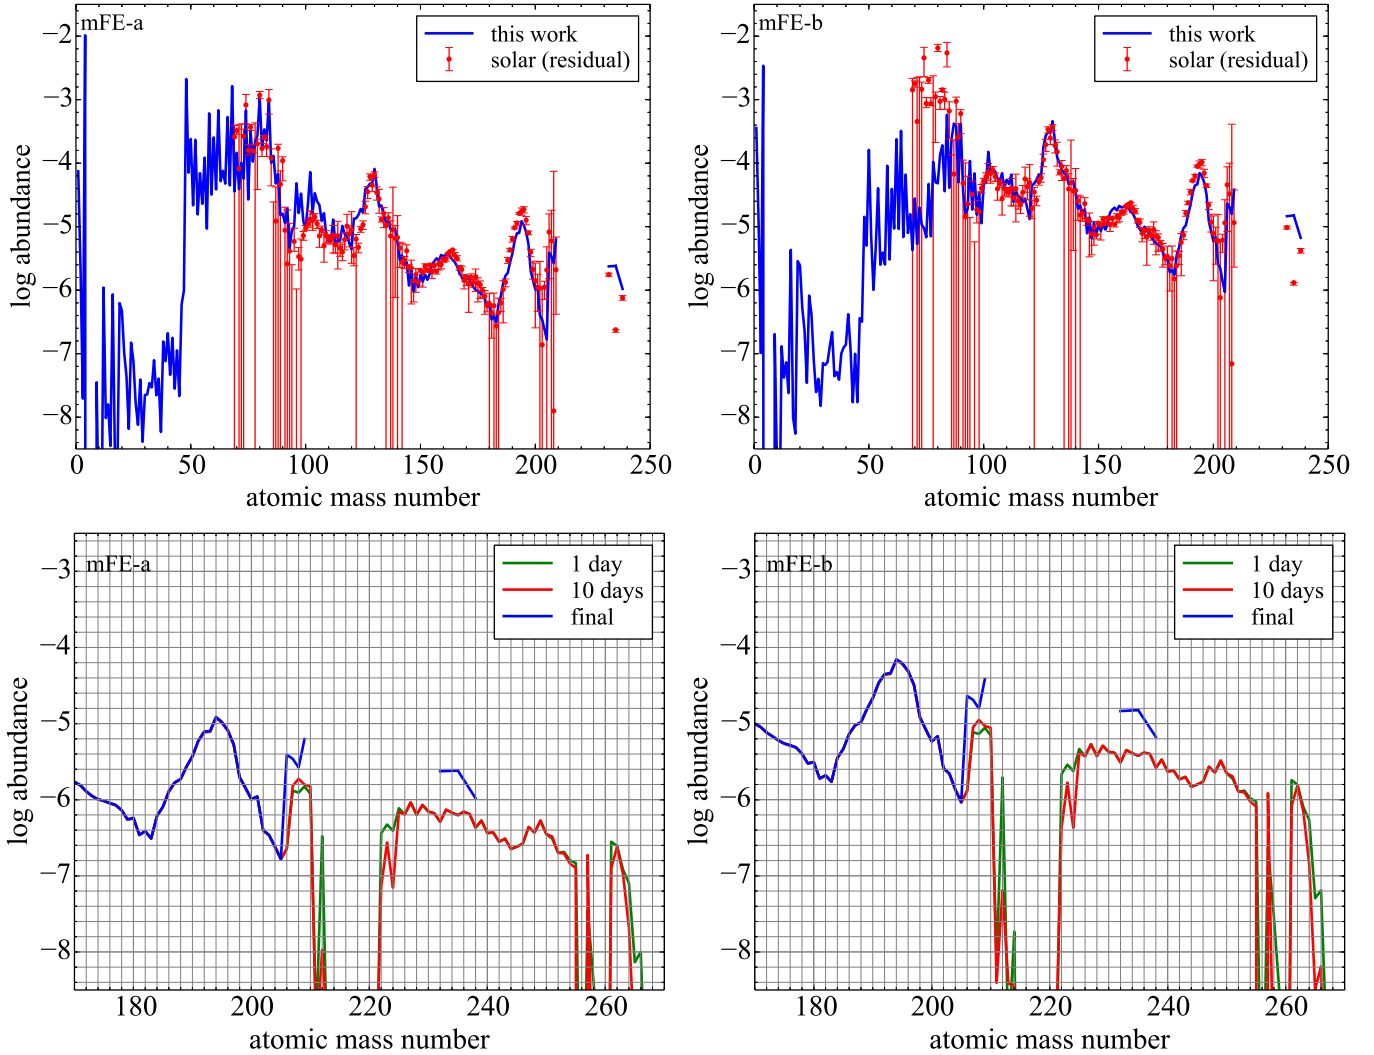 mFE-a
this work
solar (residual)
−2
−3
−4
−5
−6
−7
−8
log abundance
0 50 100 150 200 250
atomic mass number
mFE-b
this work
solar (residual)
−2
−3
−4
−5
−6
−7
−8
log abundance
0 50 100 150 200 250
atomic mass number
mFE-a
1 day
10 days
final
−3
−4
−5
−6
−7
−8
log abundance
180 200 220 240 260
atomic mass number
mFE-b
1 day
10 days
final
−3
−4
−5
−6
−7
−8
log abundance
180 200 220 240 260
atomic mass number